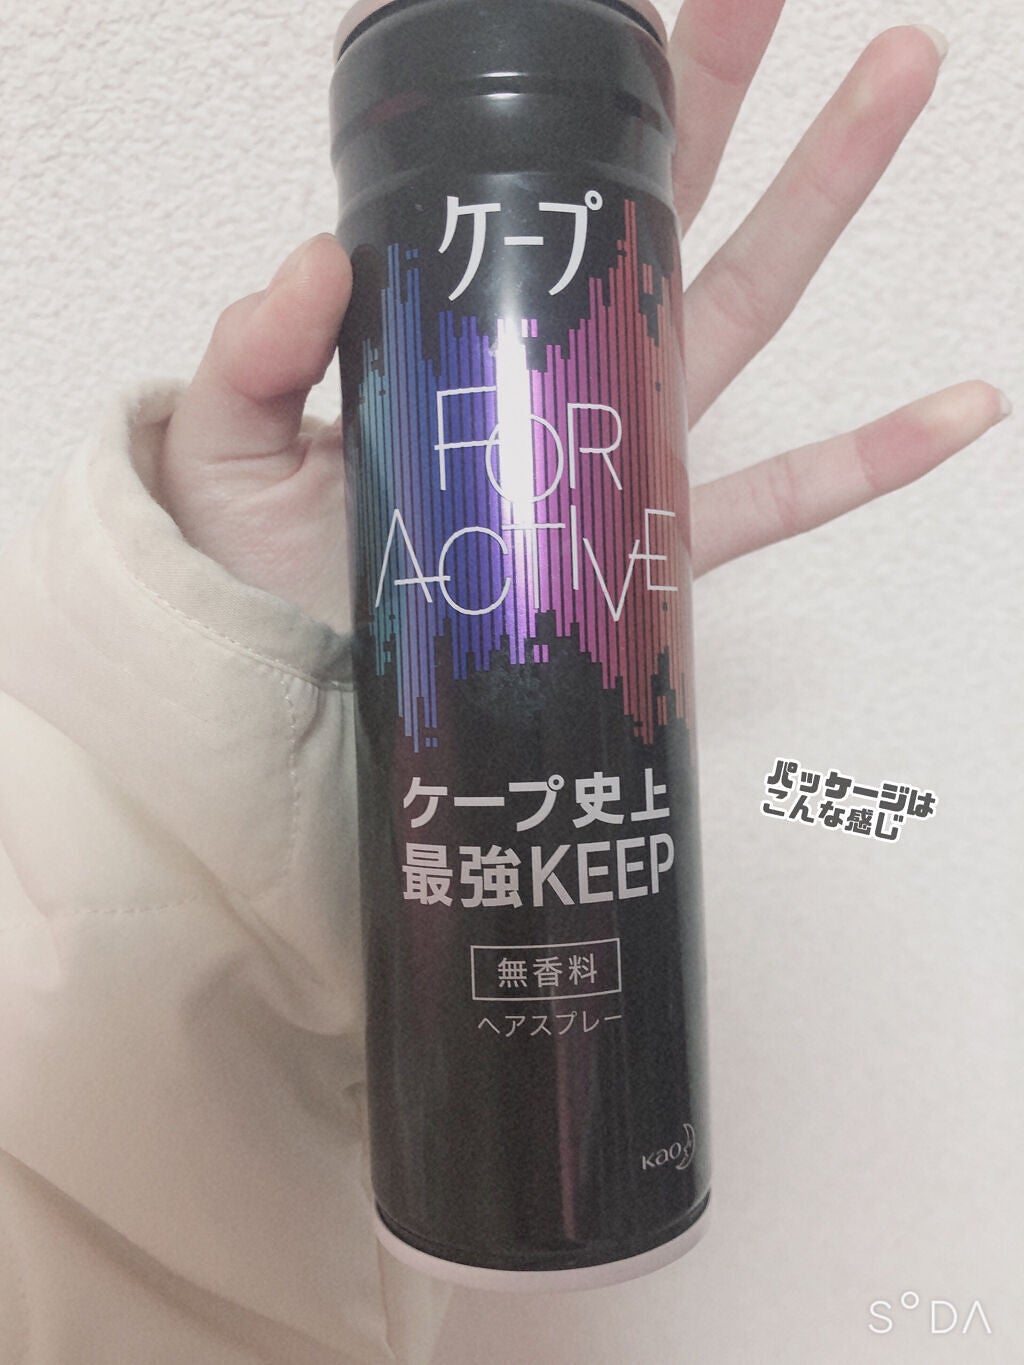 ケープ
FOR
ACTIVE
ケープ史上
最強KEEP
無香料
ヘアスプレー
Kao
パッケージは
こんな感じ
SODA